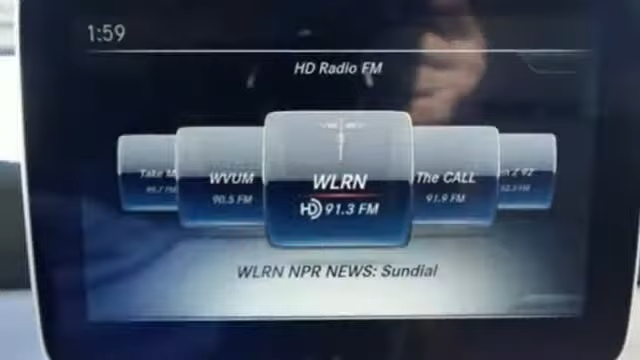 1:59
HD Radio FM
Take M
WVUM
90.5 FM
WLRN
HD 91.3 FM
The CALL
91.9 FM
WLRN NPR NEWS: Sundial